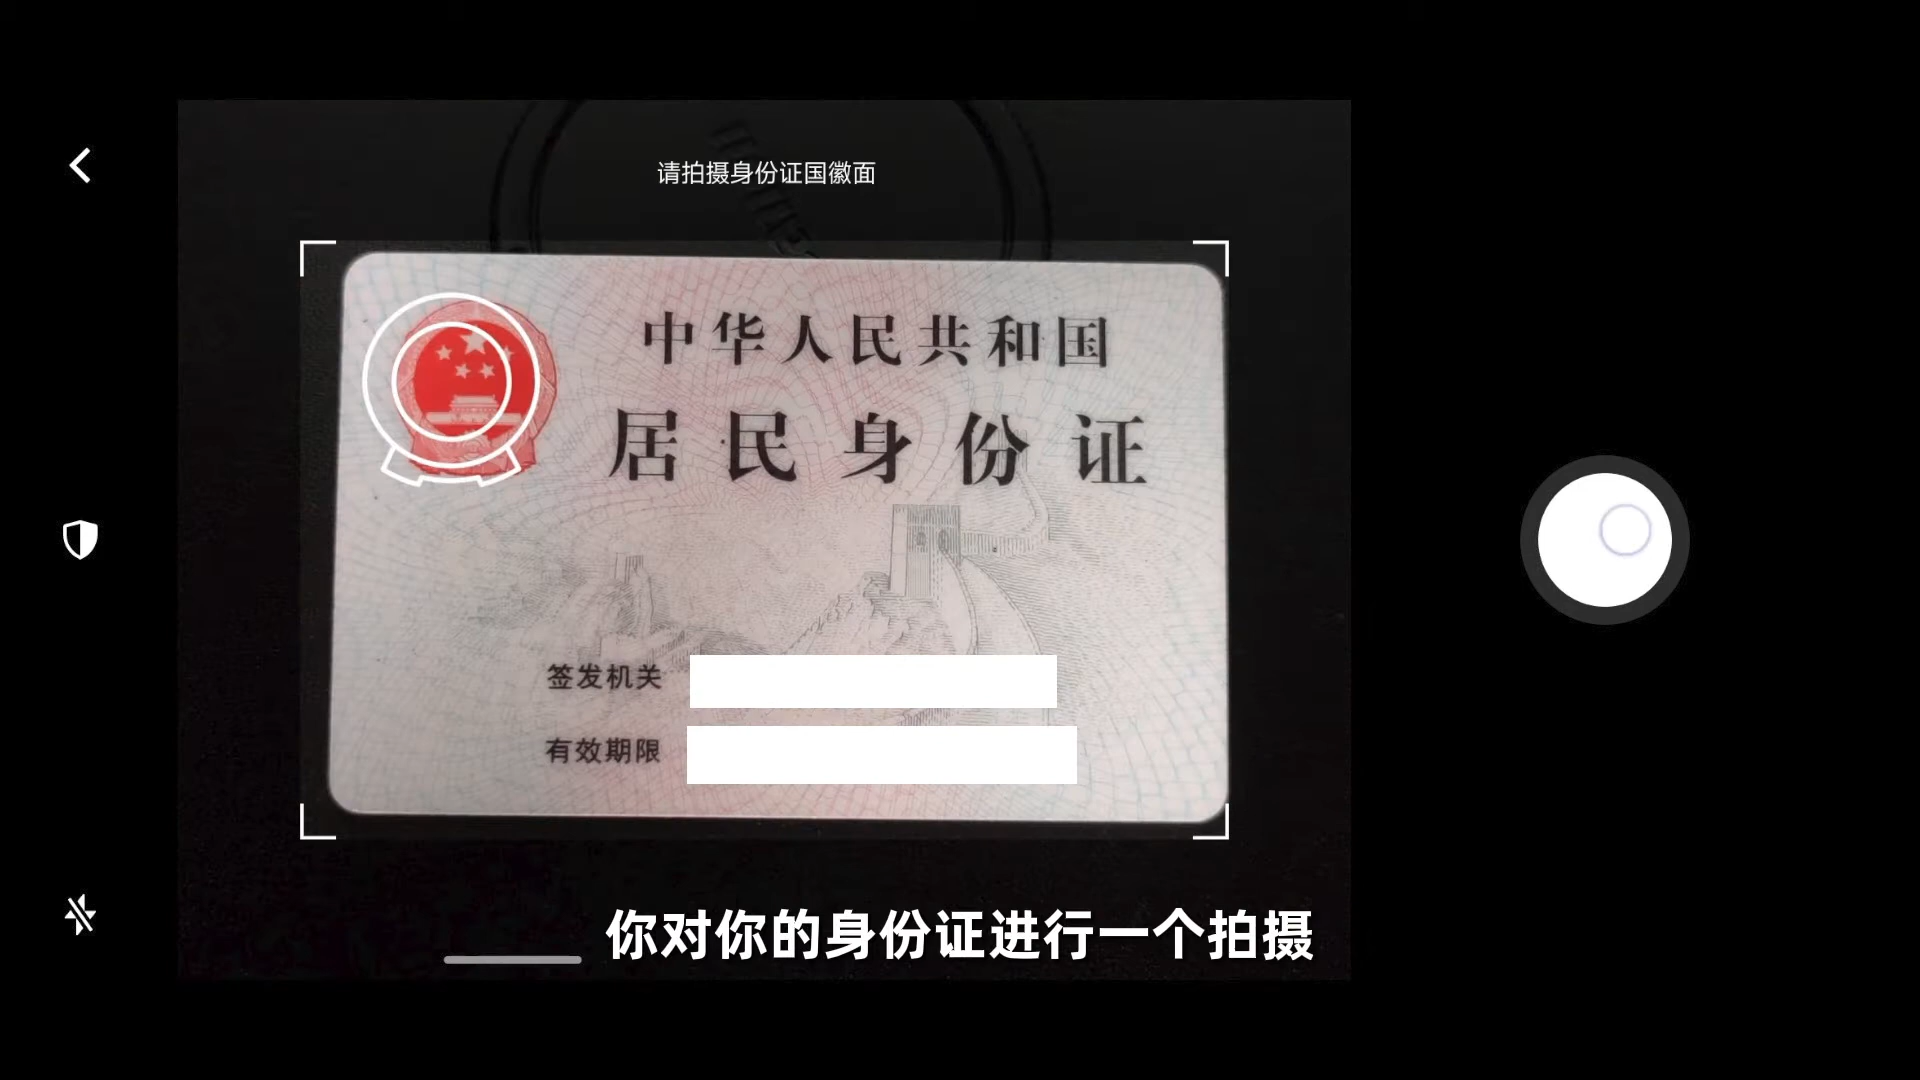 请拍摄身份证国徽面
中华人民共和国
居民身份证
签发机关
有效期限
你对你的身份证进行一个拍摄